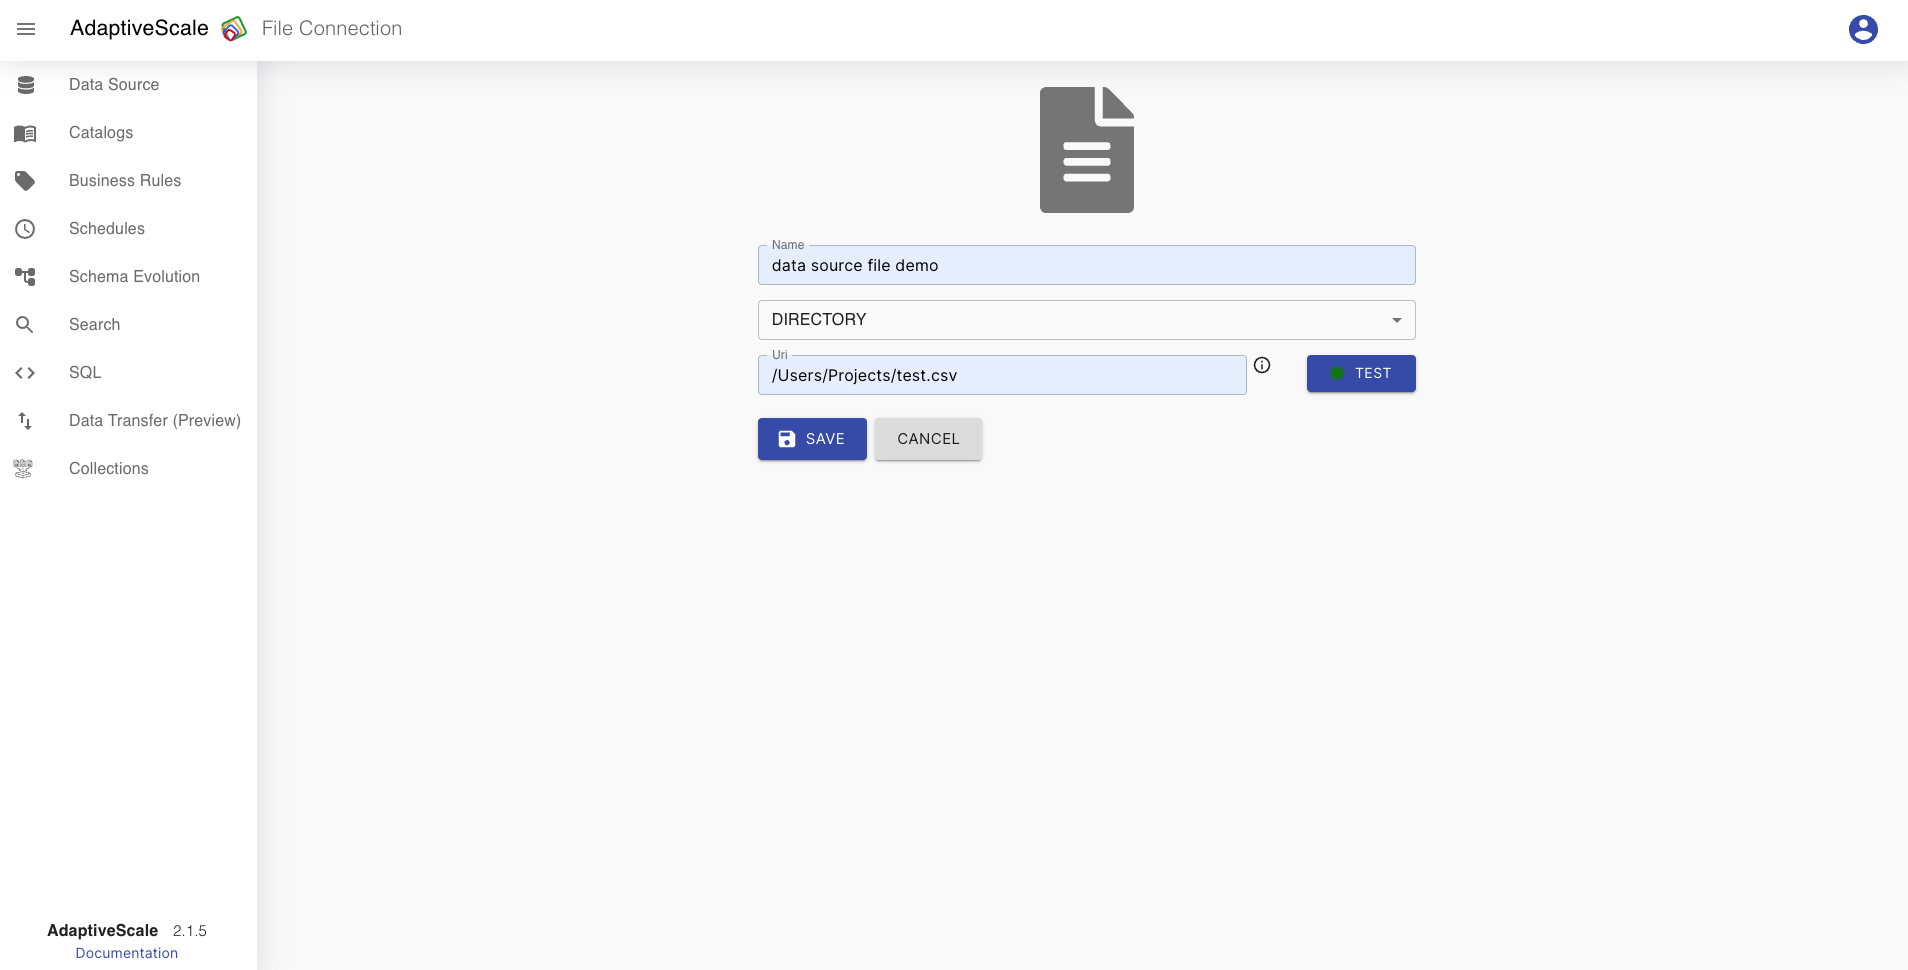 AdaptiveScale File Connection
Data Source
Catalogs
Business Rules
Schedules
Schema Evolution
Search
SQL
Data Transfer (Preview)
Collections
Name
data source file demo
DIRECTORY
Uri
/Users/Projects/test.csv
TEST
SAVE CANCEL
AdaptiveScale 2.1.5
Documentation